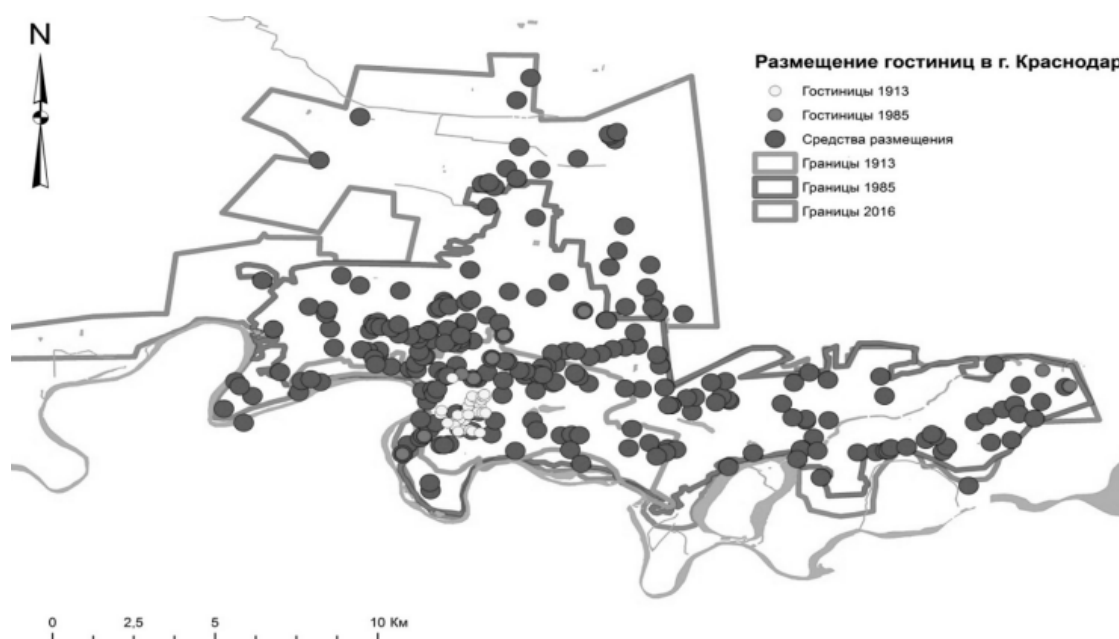 N
Размещение гостиниц в г. Краснодар
Гостиницы 1913
Гостиницы 1985
Средства размещения
Границы 1913
Границы 1985
Границы 2016
0 2,5 5 10 Км